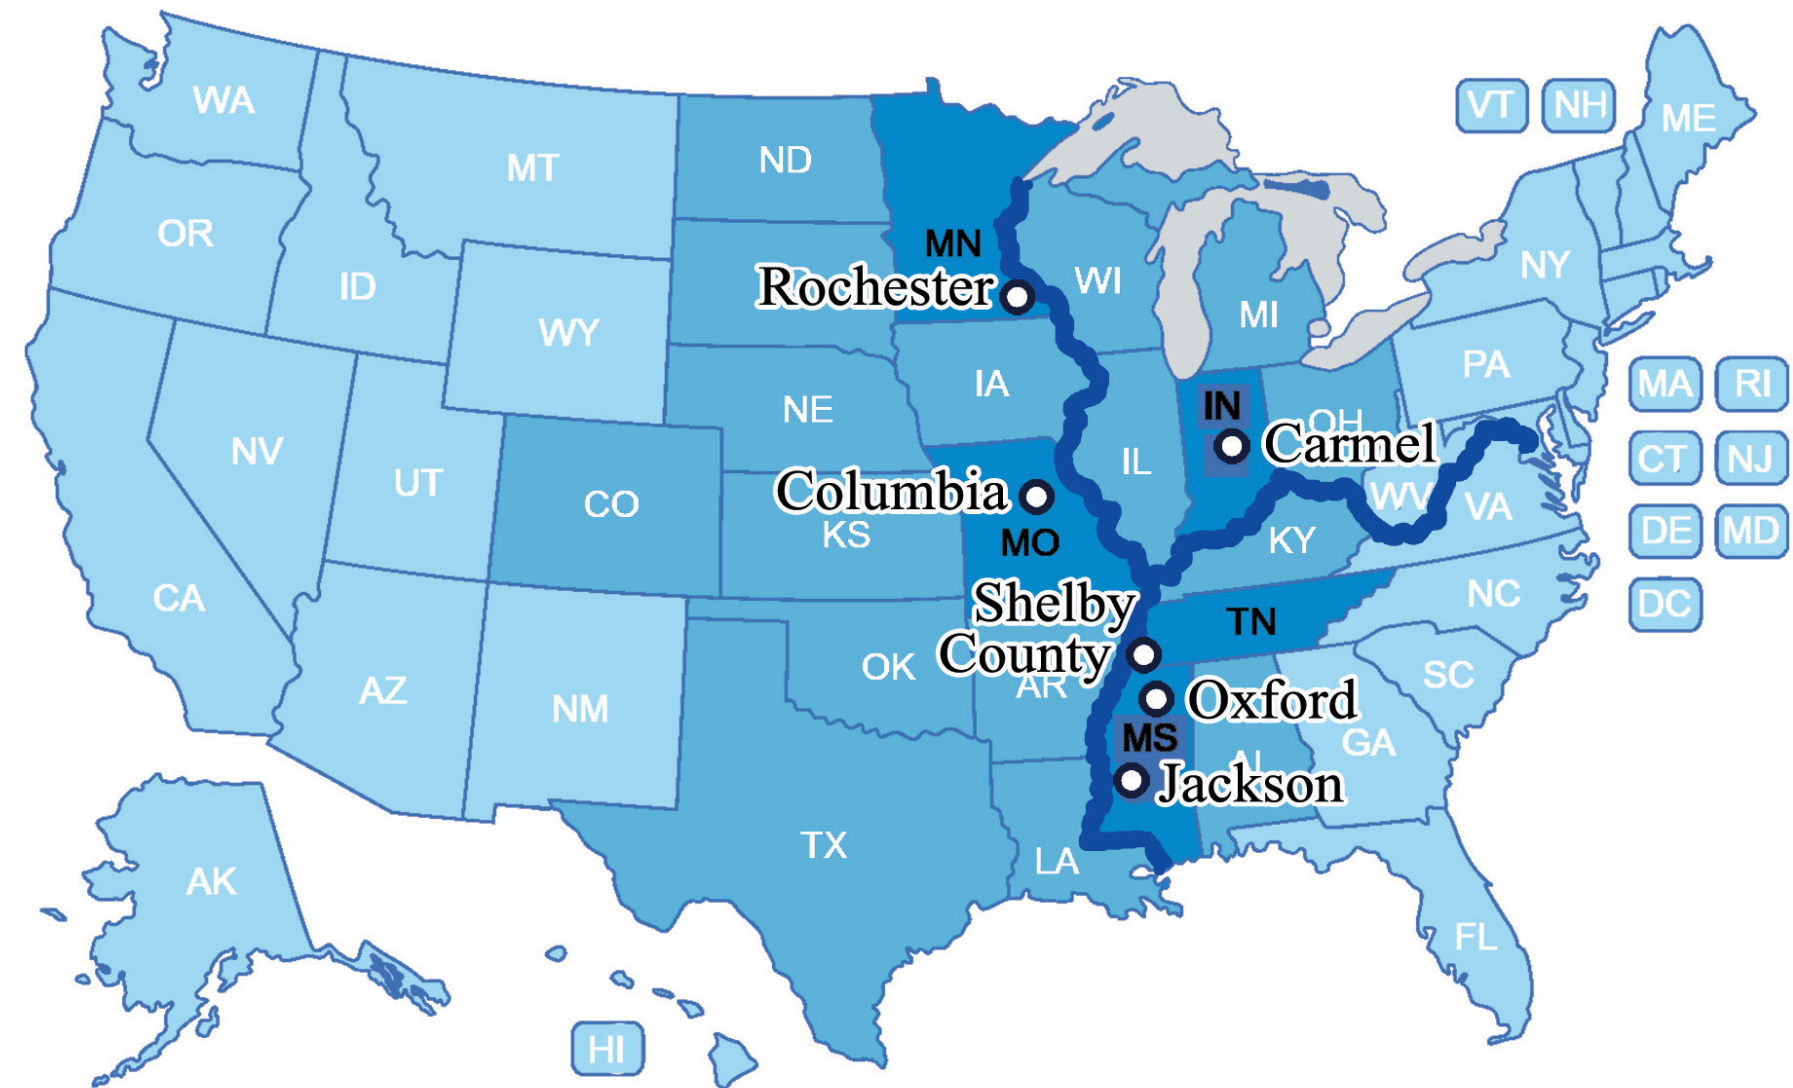 WA
VT
NH
ME
MT
ND
OR
MN
NY
ID
Rochester
WI
MI
WY
PA
MA
RI
IA
NE
IN
OH
Carmel
NV
UT
CO
Columbia
IL
WV
VA
CT
NJ
KS
MO
KY
DE
MD
CA
Shelby
County
TN
NC
DC
AZ
NM
OK
AR
SC
Oxford
MS
GA
AL
Jackson
TX
LA
AK
FL
HI